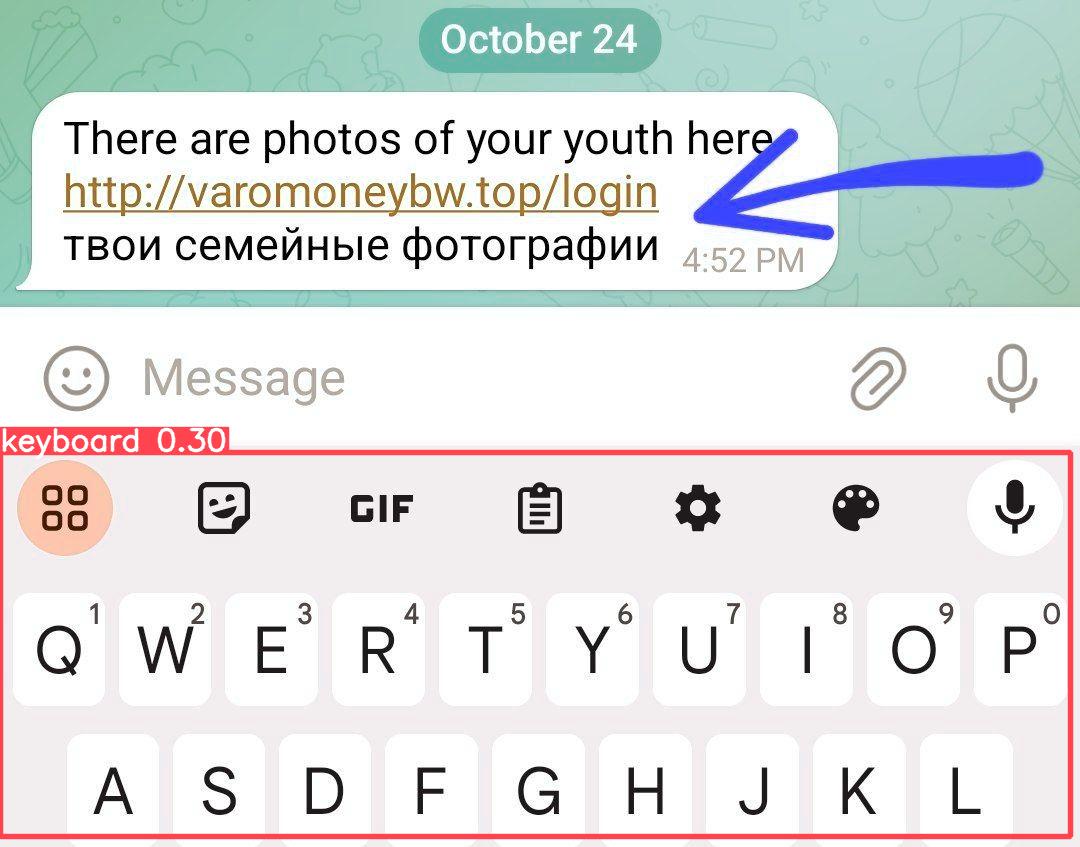 October 24
There are photos of your youth here
http://varomoneybw.top/login
твои семейные фотографии
4:52 PM
Message
keyboard 0.30
GIF
Q 1 W 2 E 3 R 4 T 5 Y 6 U 7 I 8 O 9 P 0
A S D F G H J K L